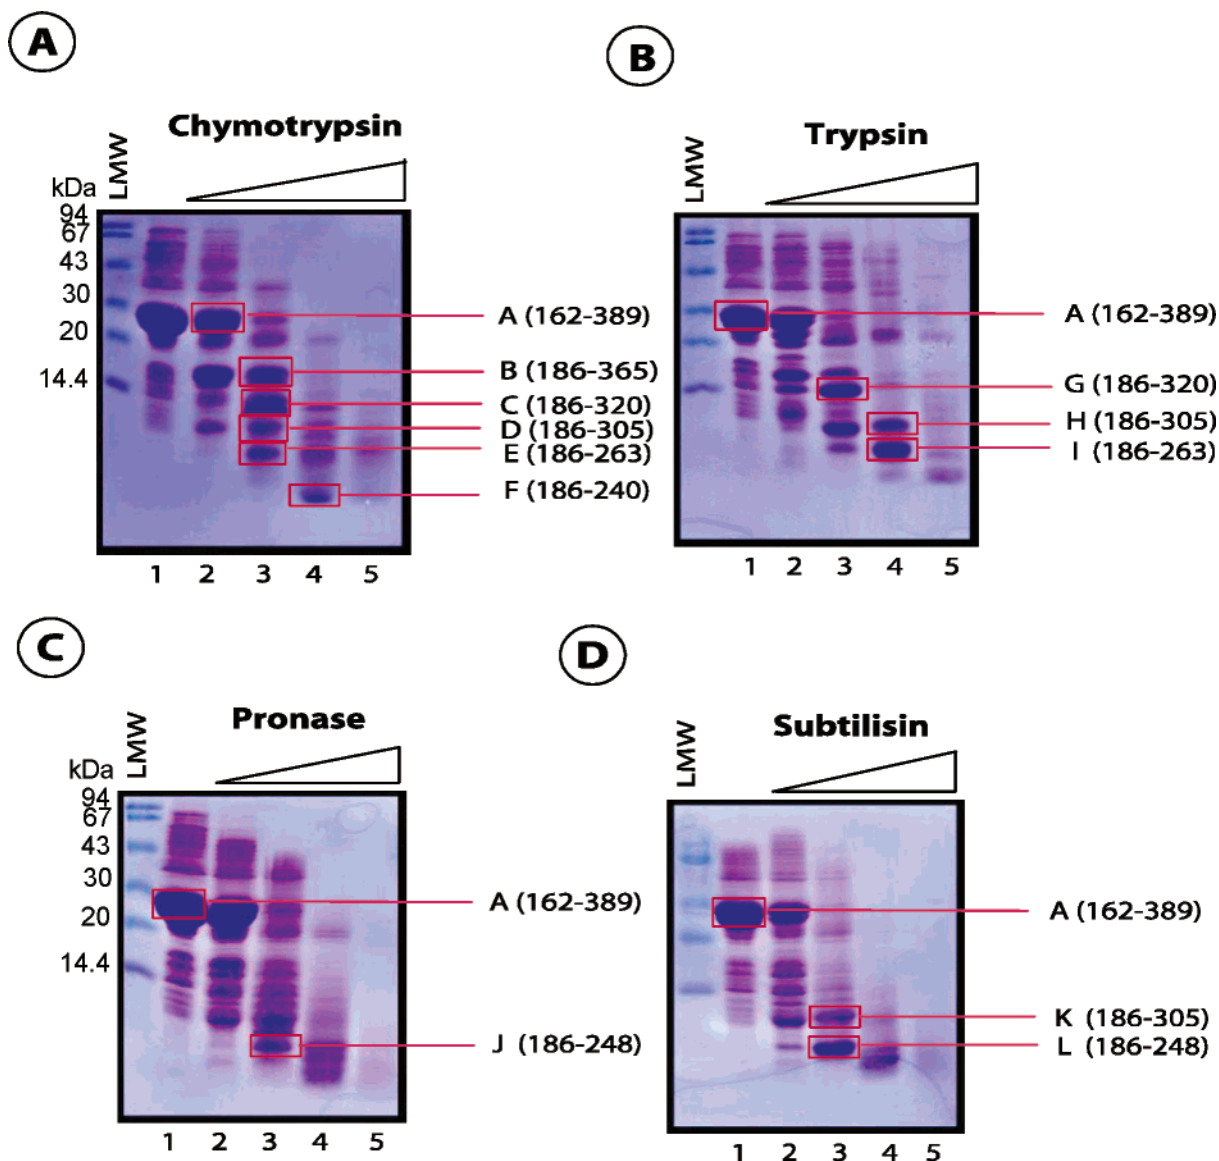 A
B
Chymotrypsin
Trypsin
LMW
LMW
kDa
94
67
43
30
20
14.4
A (162-389)
B (186-365)
C (186-320)
D (186-305)
E (186-263)
F (186-240)
A (162-389)
G (186-320)
H (186-305)
I (186-263)
1 2 3 4 5
1 2 3 4 5
C
D
Pronase
Subtilisin
LMW
LMW
kDa
94
67
43
30
20
14.4
A (162-389)
J (186-248)
A (162-389)
K (186-305)
L (186-248)
1 2 3 4 5
1 2 3 4 5